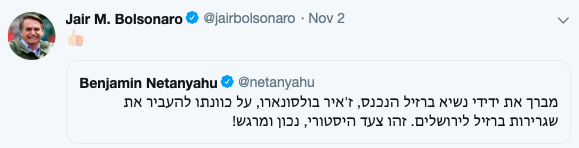 Jair M. Bolsonaro @jairbolsonaro · Nov 2
👍🏻
Benjamin Netanyahu @netanyahu
מברך את ידידי נשיא ברזיל הנכנס, ז'איר בולסונארו, על כוונתו להעביר את
שגרירות ברזיל לירושלים. זהו צעד היסטורי, נכון ומרגש!